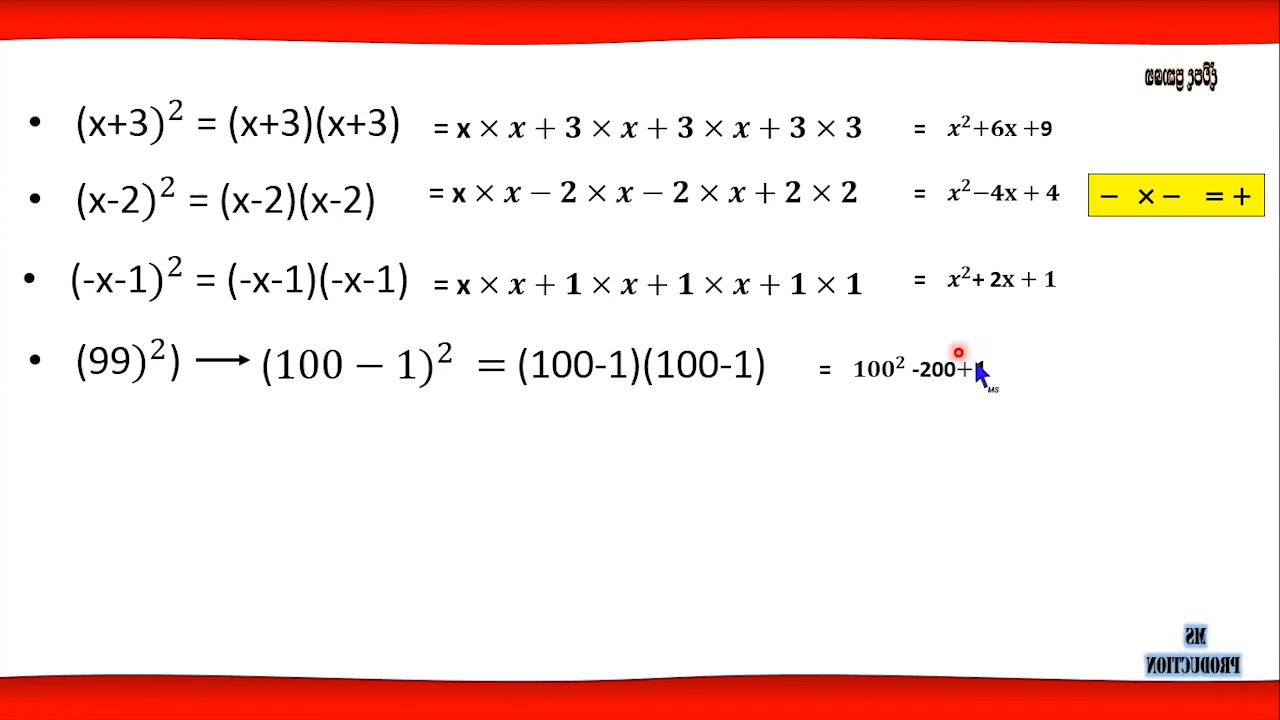 • (x+3)² = (x+3)(x+3) = x × x + 3 × x + 3 × x + 3 × 3 = x²+6x +9
• (x-2)² = (x-2)(x-2) = x × x − 2 × x − 2 × x + 2 × 2 = x²−4x + 4 − ×− = +
• (-x-1)² = (-x-1)(-x-1) = x × x + 1 × x + 1 × x + 1 × 1 = x²+ 2x + 1
• (99)²) ⟶ (100 − 1)² = (100-1)(100-1) = 100² -200+1
MS
PRODUCTION